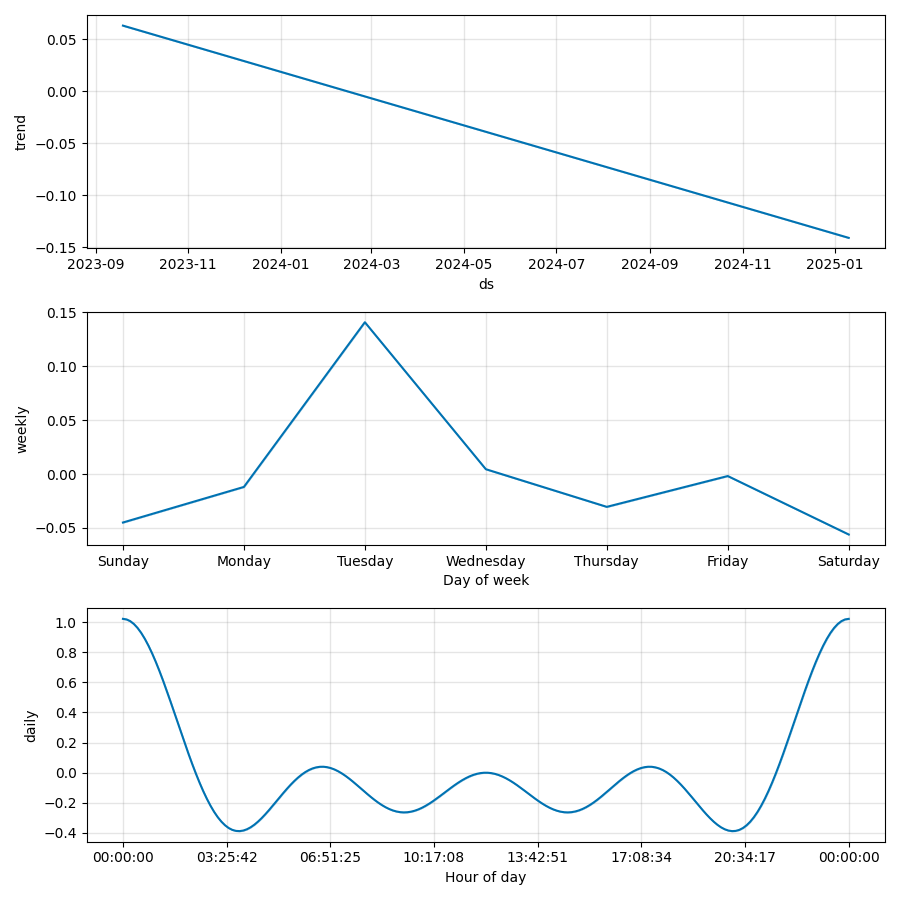 0.05
0.00
−0.05
−0.10
−0.15
trend
2023-09 2023-11 2024-01 2024-03 2024-05 2024-07 2024-09 2024-11 2025-01
ds
0.15
0.10
0.05
0.00
−0.05
weekly
Sunday Monday Tuesday Wednesday Thursday Friday Saturday
Day of week
1.0
0.8
0.6
0.4
0.2
0.0
−0.2
−0.4
daily
00:00:00 03:25:42 06:51:25 10:17:08 13:42:51 17:08:34 20:34:17 00:00:00
Hour of day